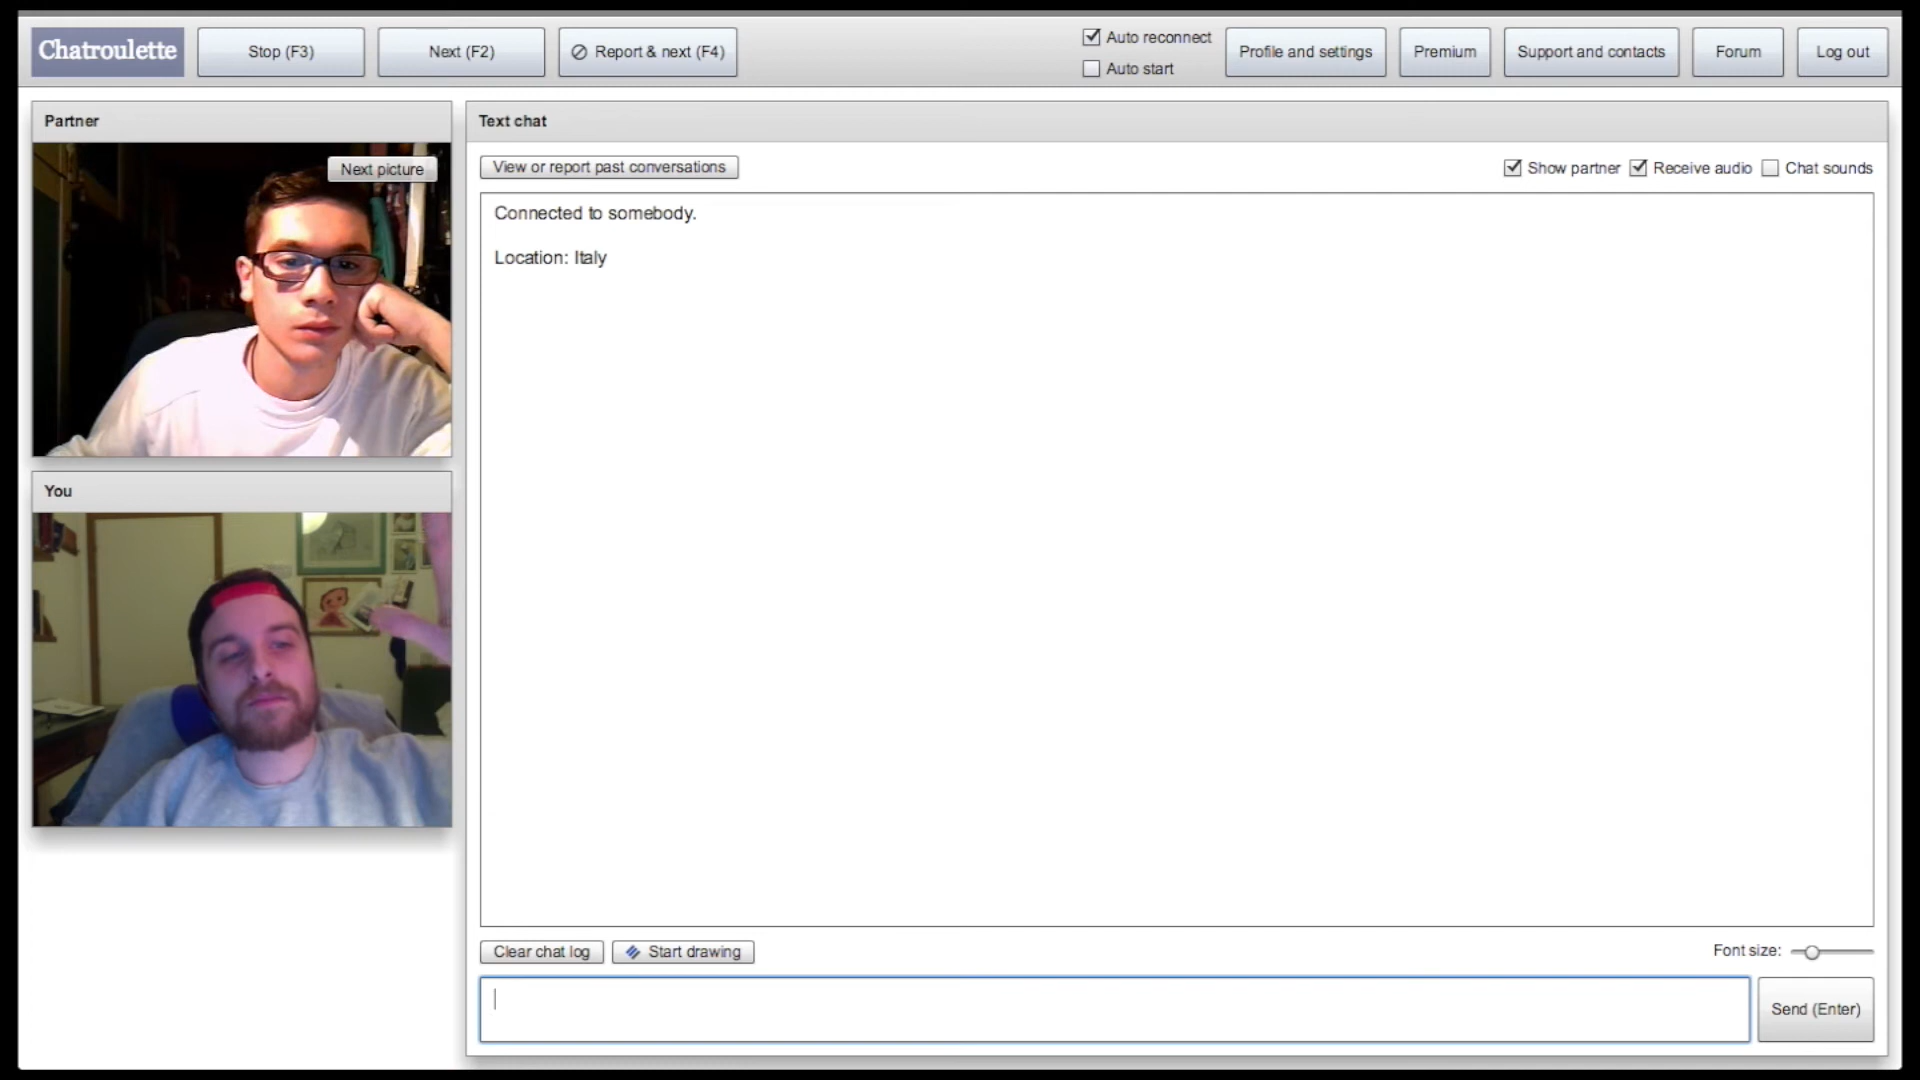 Chatroulette
Stop (F3)
Next (F2)
Report & next (F4)
Auto reconnect
Auto start
Profile and settings
Premium
Support and contacts
Forum
Log out
Partner
Next picture
You
Text chat
View or report past conversations
Show partner
Receive audio
Chat sounds
Connected to somebody.
Location: Italy
Clear chat log
Start drawing
Font size:
Send (Enter)